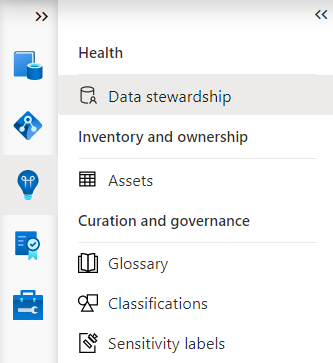 Health
Data stewardship
Inventory and ownership
Assets
Curation and governance
Glossary
Classifications
Sensitivity labels